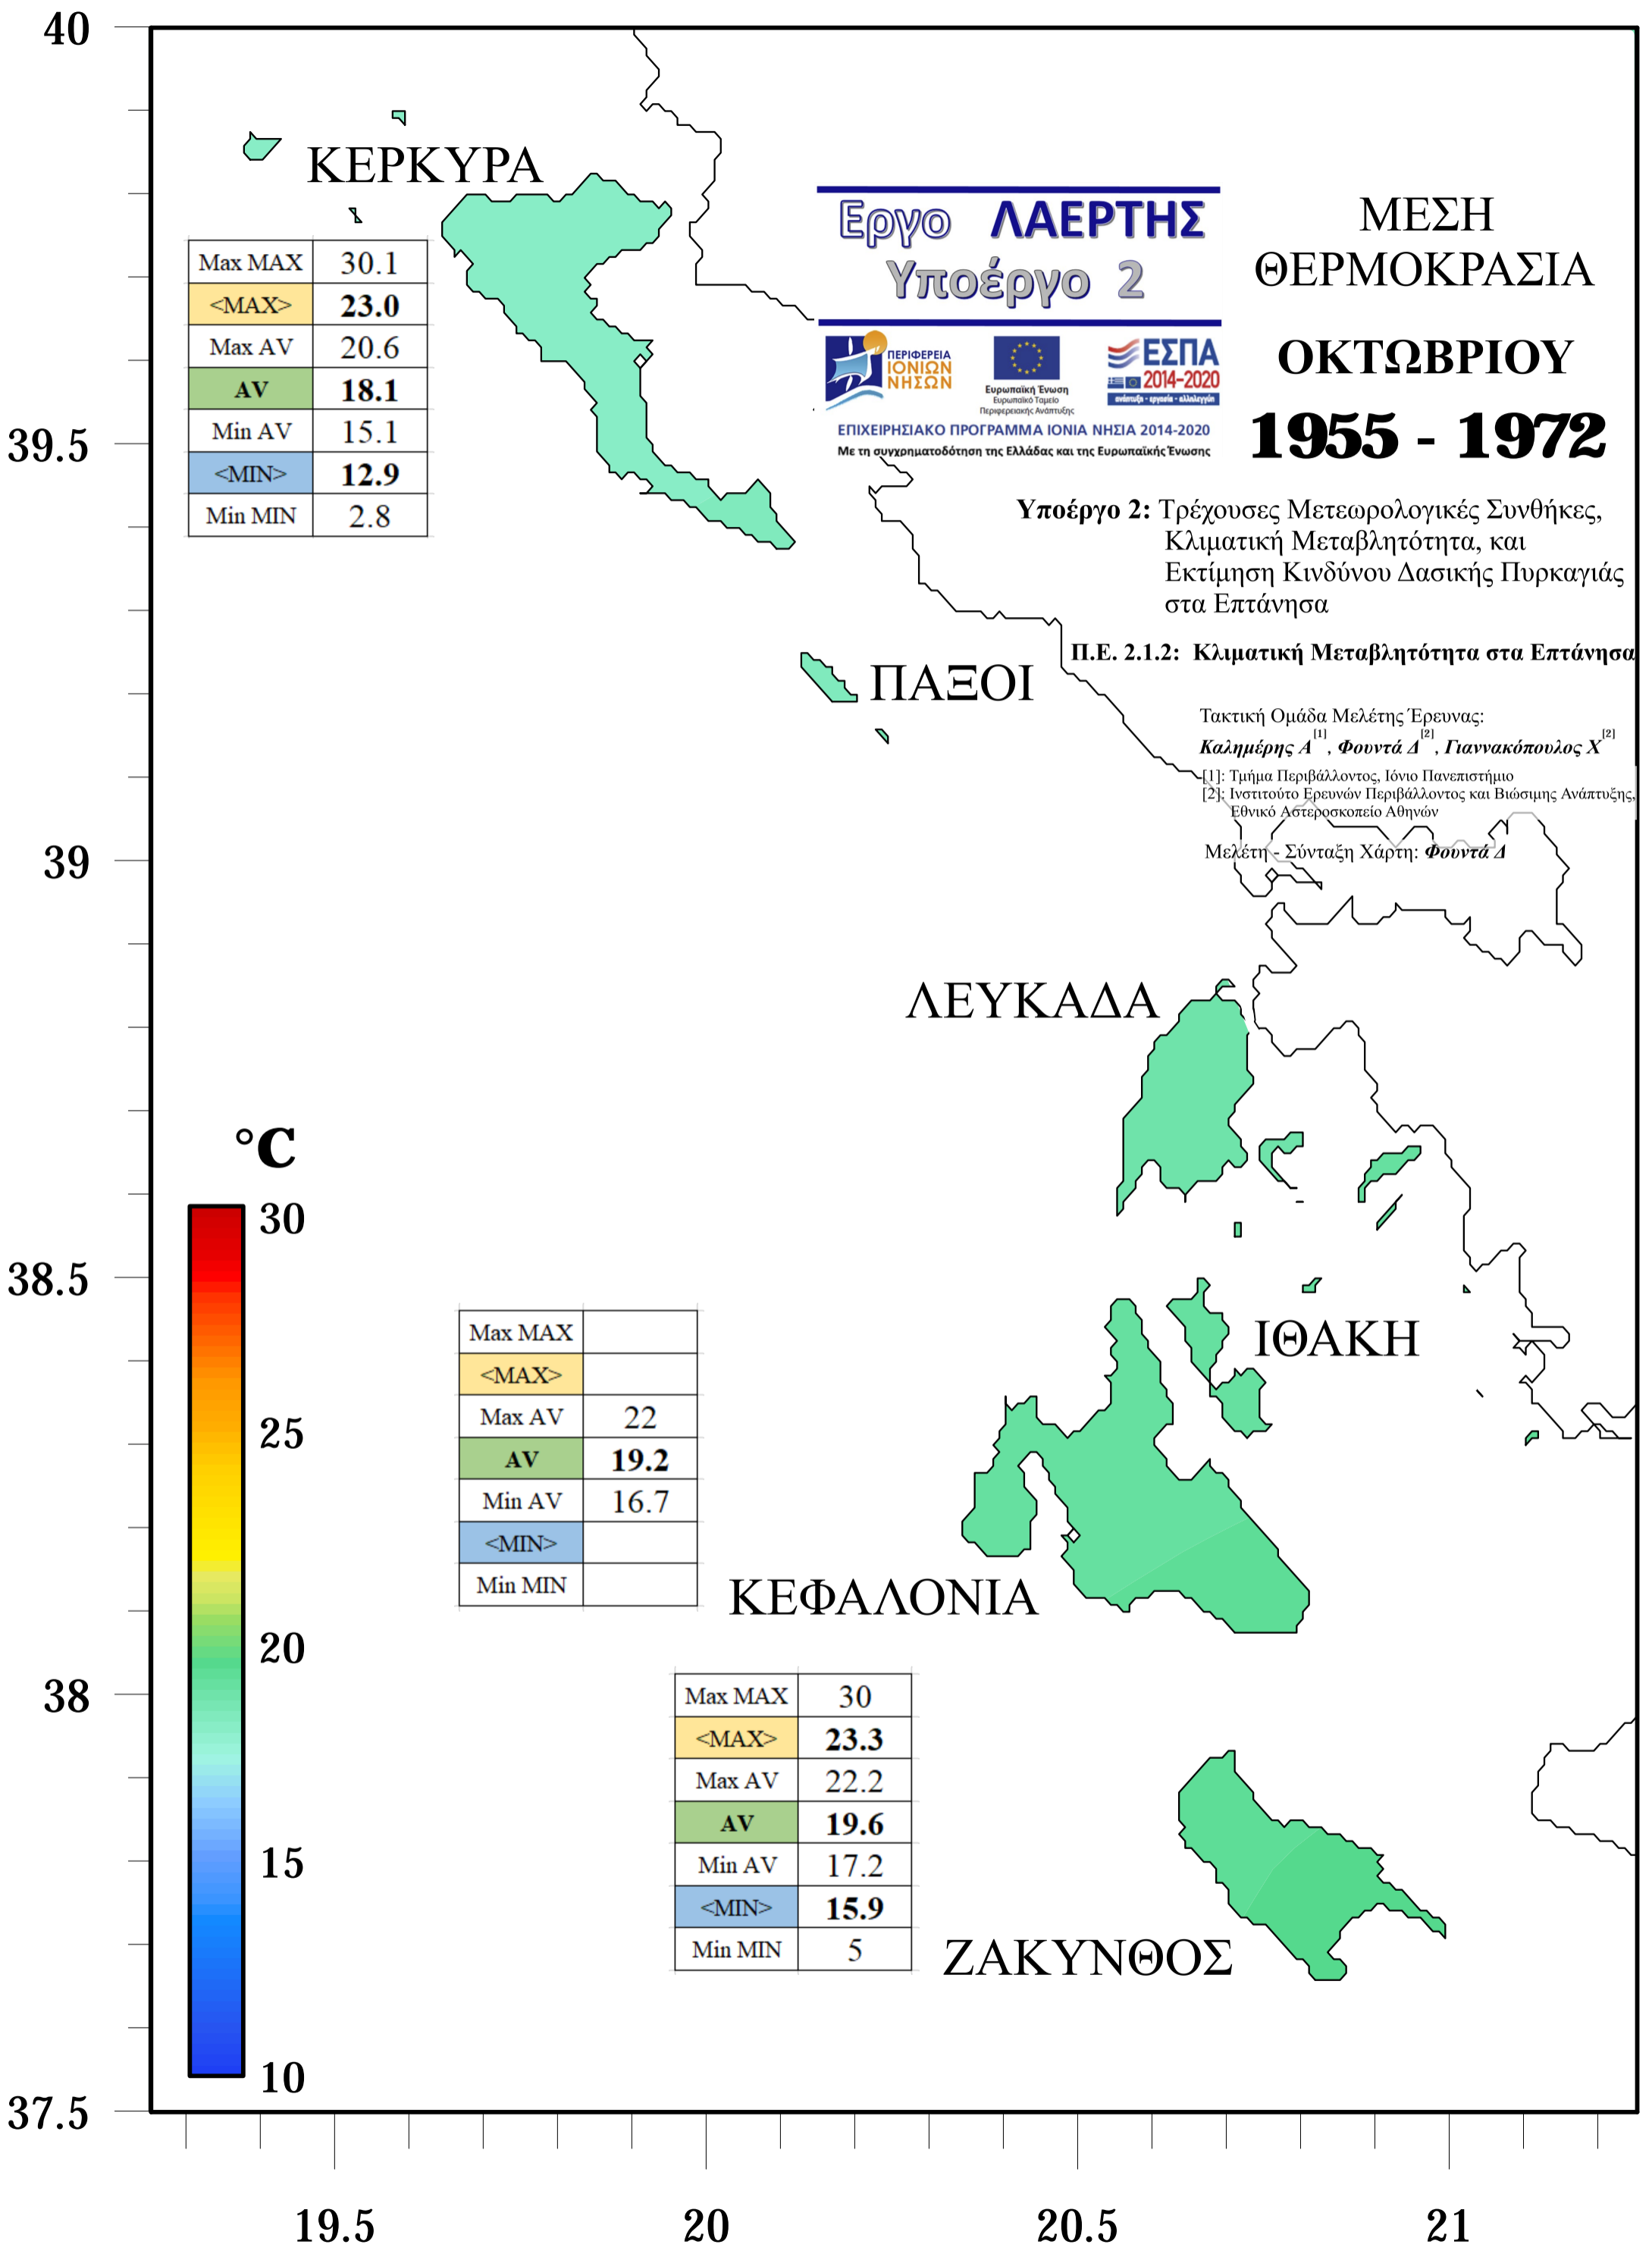 40
39.5
39
38.5
38
37.5
19.5
20
20.5
21
ΚΕΡΚΥΡΑ
Max MAX 30.1
<MAX> 23.0
Max AV 20.6
AV 18.1
Min AV 15.1
<MIN> 12.9
Min MIN 2.8
Εργο ΛΑΕΡΤΗΣ
Υποέργο 2
ΠΕΡΙΦΕΡΕΙΑ
ΙΟΝΙΩΝ
ΝΗΣΩΝ
Ευρωπαϊκή Ένωση
Ευρωπαϊκό Ταμείο
Περιφερειακής Ανάπτυξης
ΕΣΠΑ
2014-2020
ανάπτυξη - εργασία - αλληλεγγύη
ΕΠΙΧΕΙΡΗΣΙΑΚΟ ΠΡΟΓΡΑΜΜΑ ΙΟΝΙΑ ΝΗΣΙΑ 2014-2020
Με τη συγχρηματοδότηση της Ελλάδας και της Ευρωπαϊκής Ένωσης
ΜΕΣΗ
ΘΕΡΜΟΚΡΑΣΙΑ
ΟΚΤΩΒΡΙΟΥ
1955 - 1972
Υποέργο 2: Τρέχουσες Μετεωρολογικές Συνθήκες,
Κλιματική Μεταβλητότητα, και
Εκτίμηση Κινδύνου Δασικής Πυρκαγιάς
στα Επτάνησα
Π.Ε. 2.1.2: Κλιματική Μεταβλητότητα στα Επτάνησα
Τακτική Ομάδα Μελέτης Έρευνας:
Καλημέρης Α[1], Φουντά Δ[2], Γιαννακόπουλος Χ[2]
[1]: Τμήμα Περιβάλλοντος, Ιόνιο Πανεπιστήμιο
[2]: Ινστιτούτο Ερευνών Περιβάλλοντος και Βιώσιμης Ανάπτυξης,
Εθνικό Αστεροσκοπείο Αθηνών
Μελέτη - Σύνταξη Χάρτη: Φουντά Δ
ΠΑΞΟΙ
ΛΕΥΚΑΔΑ
ΙΘΑΚΗ
°C
30
25
20
15
10
Max MAX
<MAX>
Max AV 22
AV 19.2
Min AV 16.7
<MIN>
Min MIN
ΚΕΦΑΛΟΝΙΑ
Max MAX 30
<MAX> 23.3
Max AV 22.2
AV 19.6
Min AV 17.2
<MIN> 15.9
Min MIN 5
ΖΑΚΥΝΘΟΣ